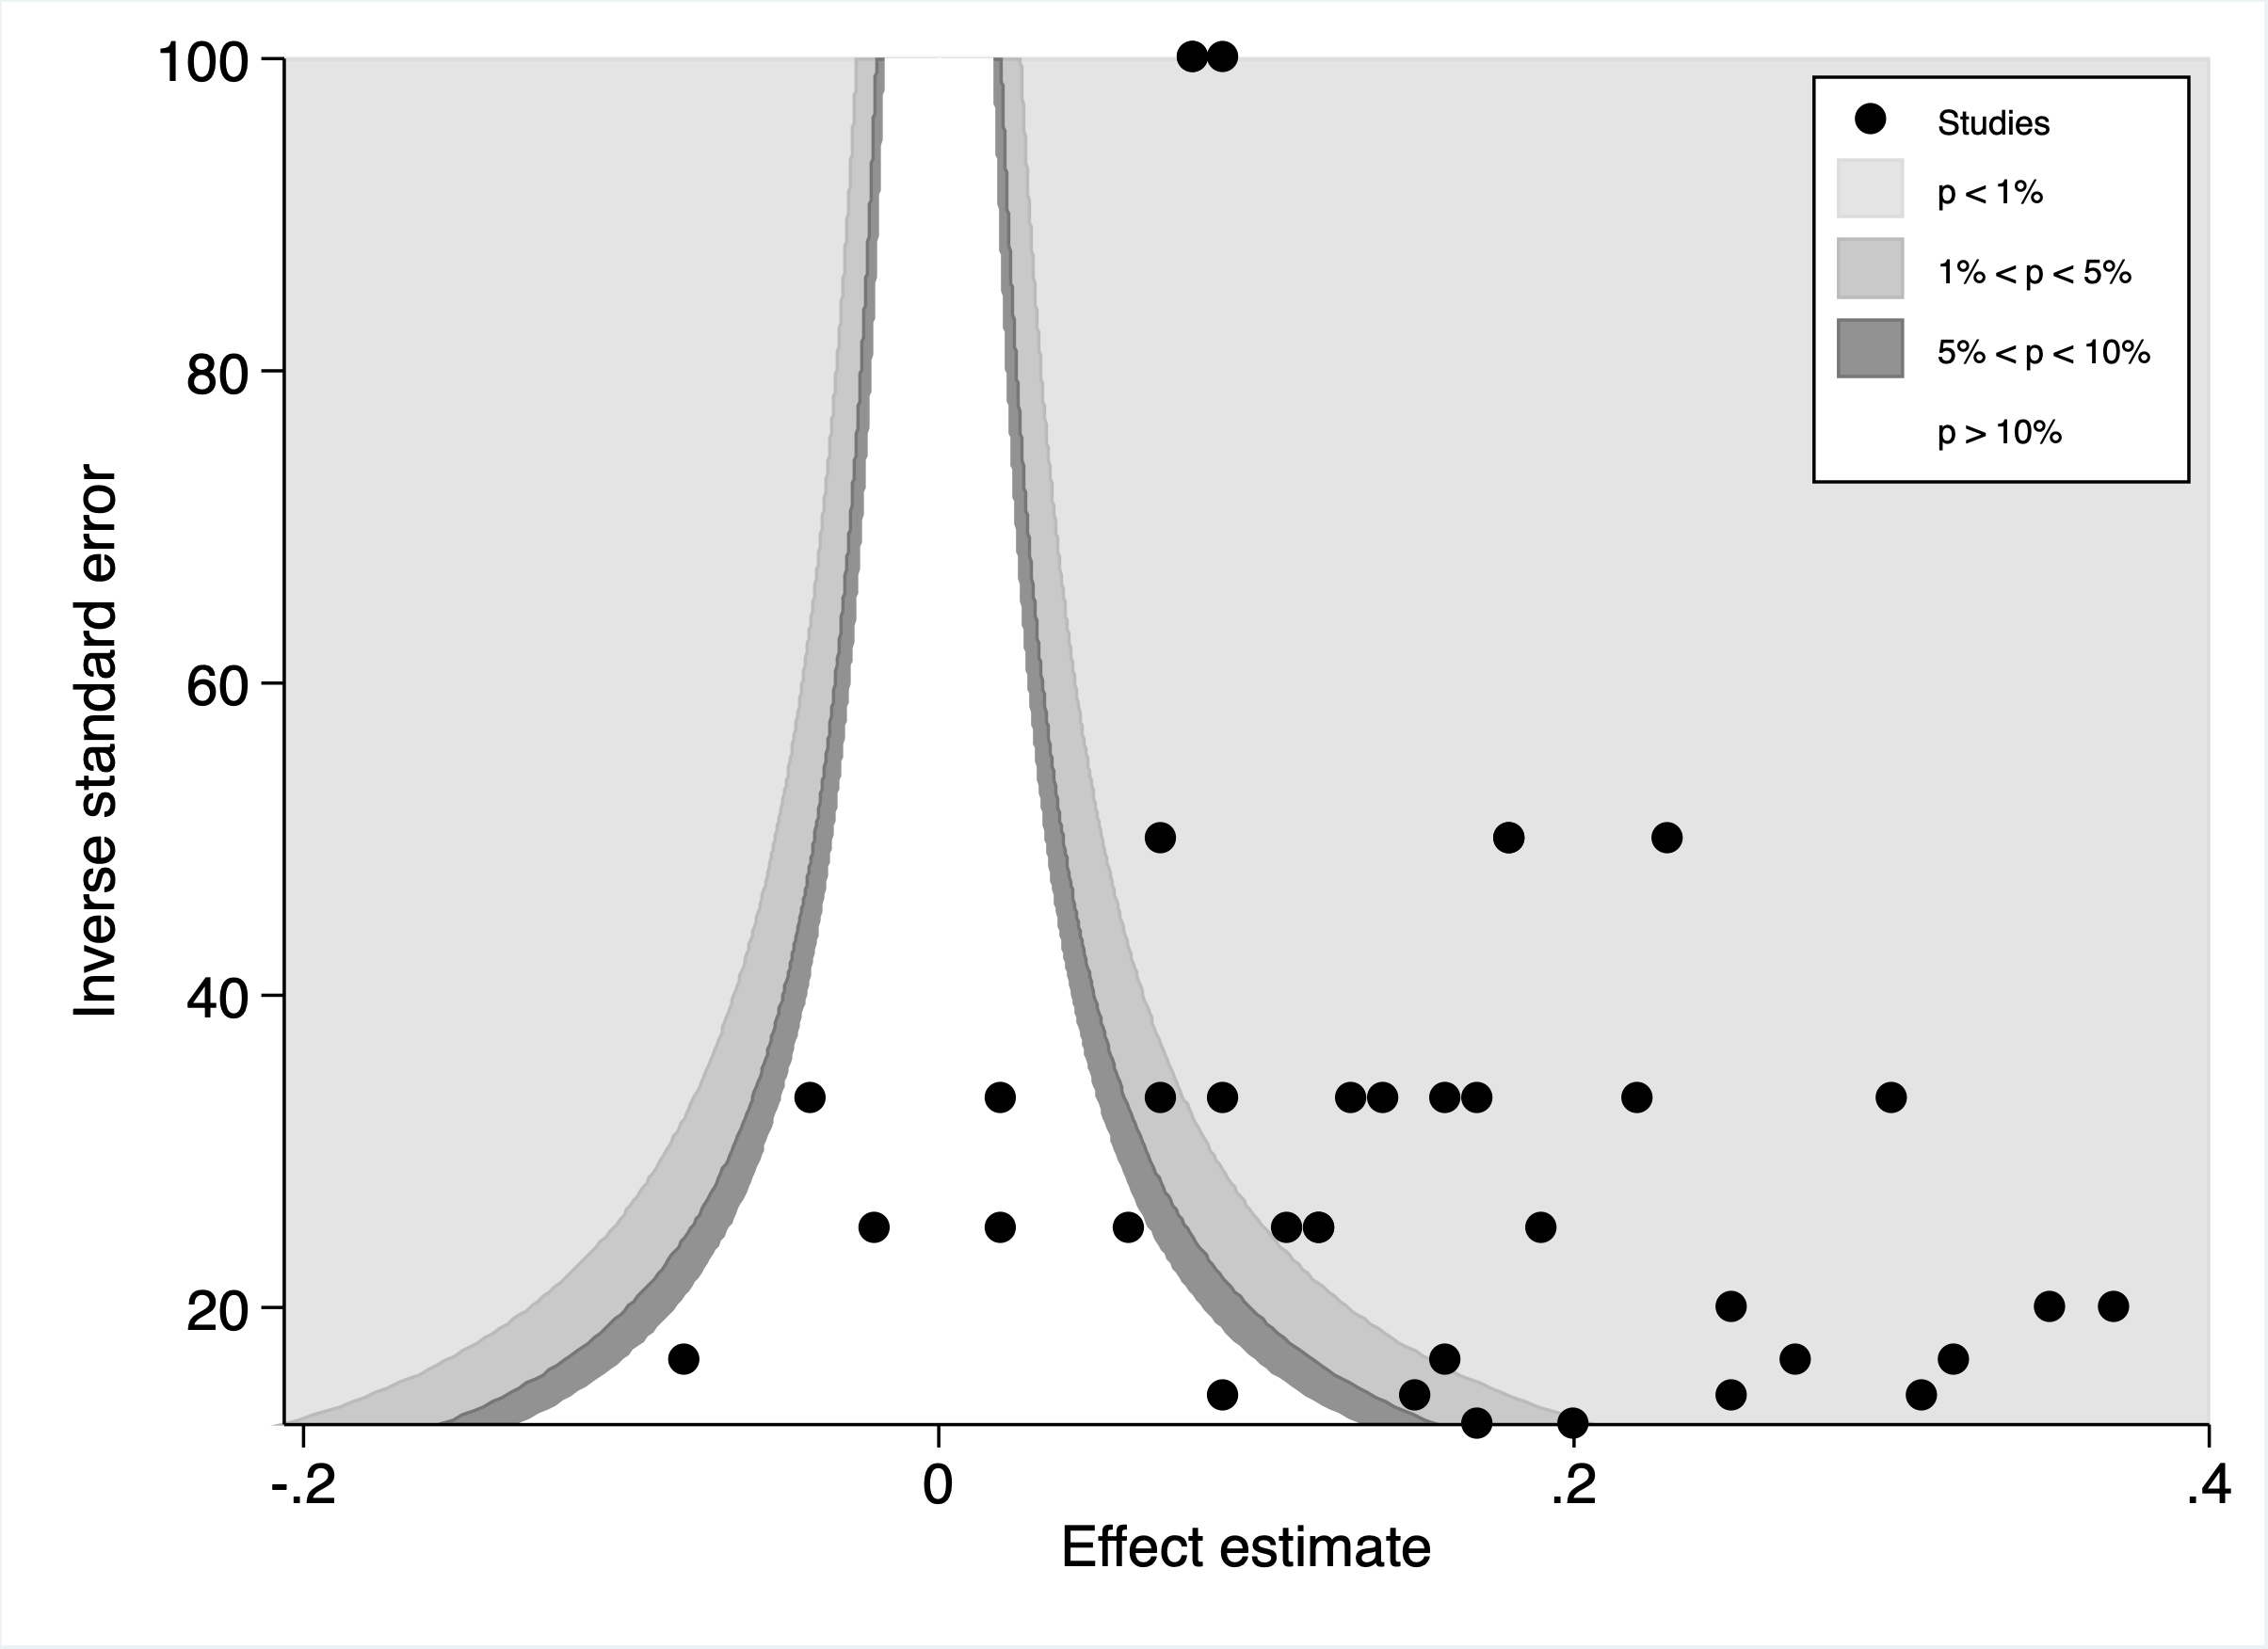 100
80
60
40
20
Inverse standard error
-.2
0
.2
.4
Effect estimate
Studies
p < 1%
1% < p < 5%
5% < p < 10%
p > 10%